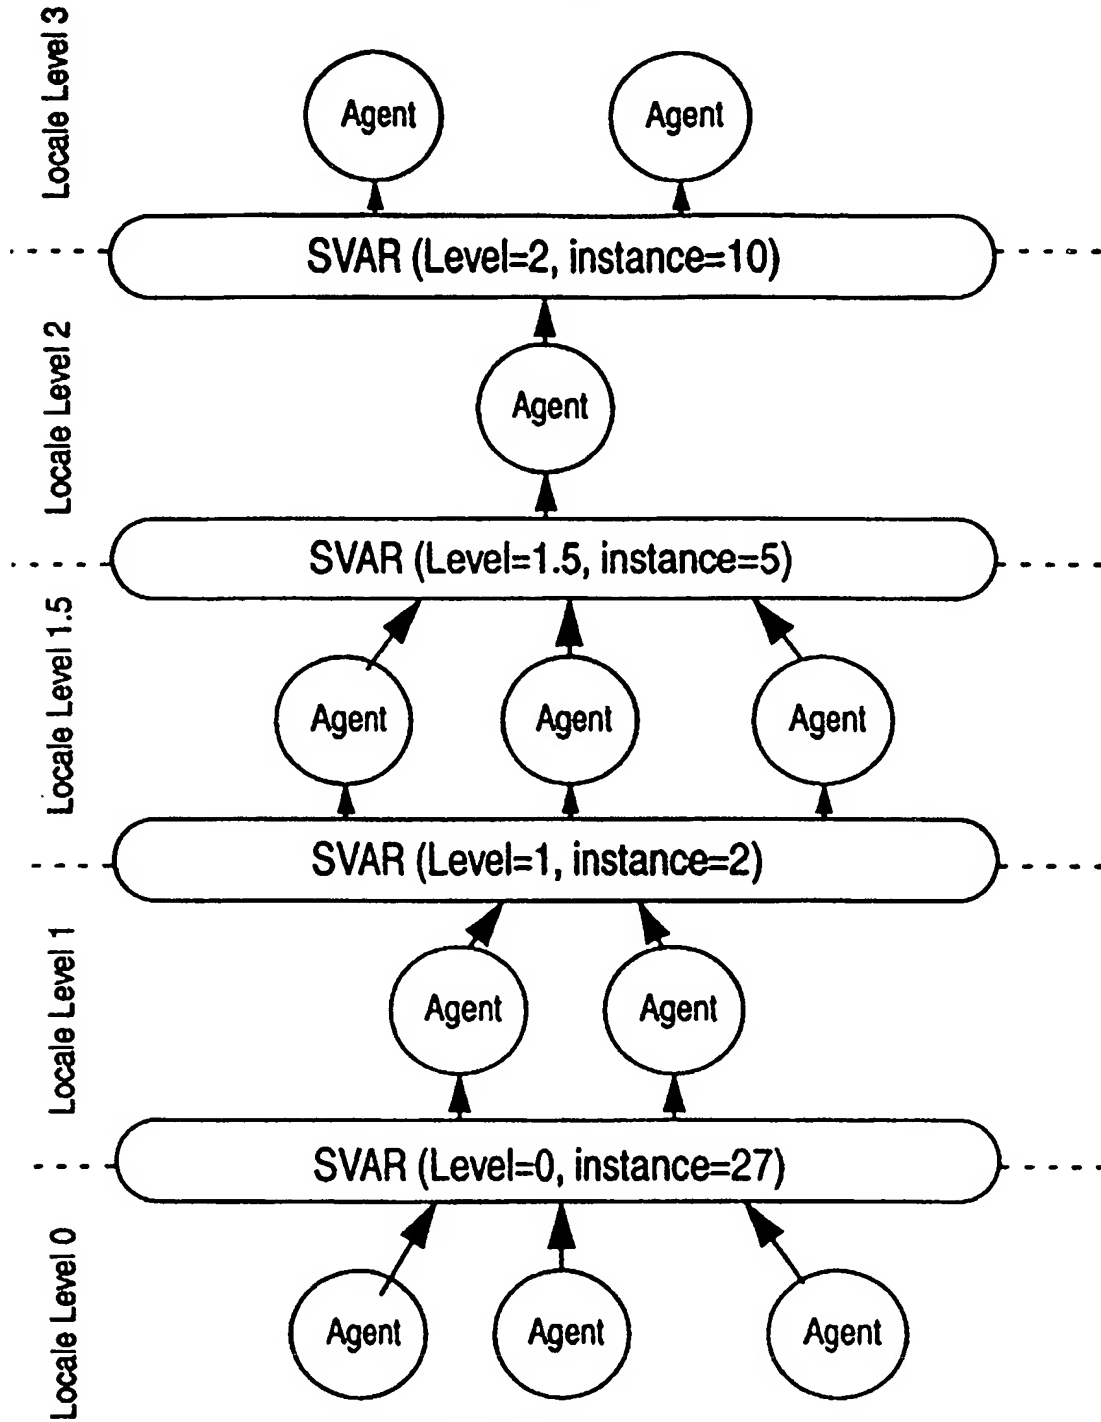 Locale Level 3
Agent
Agent
SVAR (Level=2, instance=10)
Locale Level 2
Agent
SVAR (Level=1.5, instance=5)
Locale Level 1.5
Agent
Agent
Agent
SVAR (Level=1, instance=2)
Locale Level 1
Agent
Agent
SVAR (Level=0, instance=27)
Locale Level 0
Agent
Agent
Agent